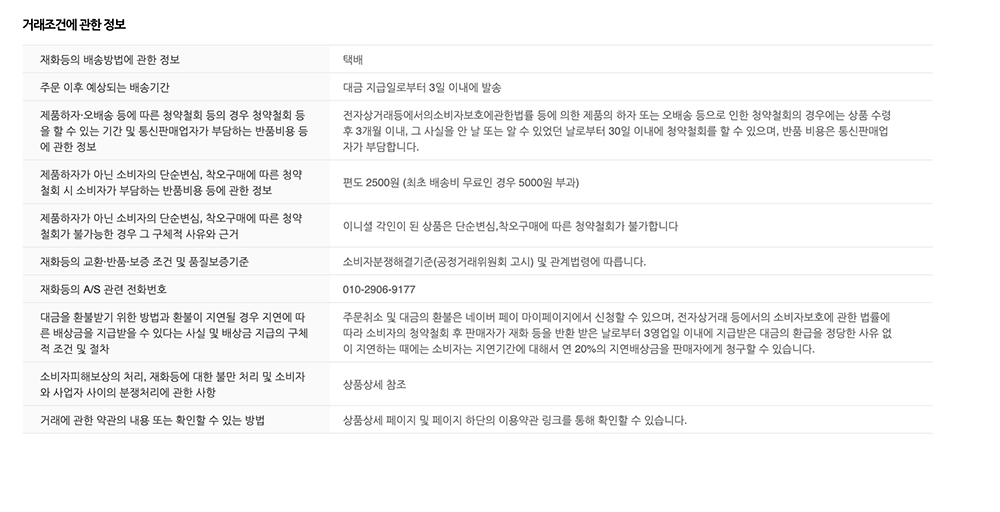 거래조건에 관한 정보
재화등의 배송방법에 관한 정보
택배
주문 이후 예상되는 배송기간
대금 지급일로부터 3일 이내에 발송
제품하자·오배송 등에 따른 청약철회 등의 경우 청약철회 등
을 할 수 있는 기간 및 통신판매업자가 부담하는 반품비용 등
에 관한 정보
전자상거래등에서의소비자보호에관한법률 등에 의한 제품의 하자 또는 오배송 등으로 인한 청약철회의 경우에는 상품 수령
후 3개월 이내, 그 사실을 안 날 또는 알 수 있었던 날로부터 30일 이내에 청약철회를 할 수 있으며, 반품 비용은 통신판매업
자가 부담합니다.
제품하자가 아닌 소비자의 단순변심, 착오구매에 따른 청약
철회 시 소비자가 부담하는 반품비용 등에 관한 정보
편도 2500원 (최초 배송비 무료인 경우 5000원 부과)
제품하자가 아닌 소비자의 단순변심, 착오구매에 따른 청약
철회가 불가능한 경우 그 구체적 사유와 근거
이니셜 각인이 된 상품은 단순변심,착오구매에 따른 청약철회가 불가합니다
재화등의 교환·반품·보증 조건 및 품질보증기준
소비자분쟁해결기준(공정거래위원회 고시) 및 관계법령에 따릅니다.
재화등의 A/S 관련 전화번호
010-2906-9177
대금을 환불받기 위한 방법과 환불이 지연될 경우 지연에 따
른 배상금을 지급받을 수 있다는 사실 및 배상금 지급의 구체
적 조건 및 절차
주문취소 및 대금의 환불은 네이버 페이 마이페이지에서 신청할 수 있으며, 전자상거래 등에서의 소비자보호에 관한 법률에
따라 소비자의 청약철회 후 판매자가 재화 등을 반환 받은 날로부터 3영업일 이내에 지급받은 대금의 환급을 정당한 사유 없
이 지연하는 때에는 소비자는 지연기간에 대해서 연 20%의 지연배상금을 판매자에게 청구할 수 있습니다.
소비자피해보상의 처리, 재화등에 대한 불만 처리 및 소비자
와 사업자 사이의 분쟁처리에 관한 사항
상품상세 참조
거래에 관한 약관의 내용 또는 확인할 수 있는 방법
상품상세 페이지 및 페이지 하단의 이용약관 링크를 통해 확인할 수 있습니다.